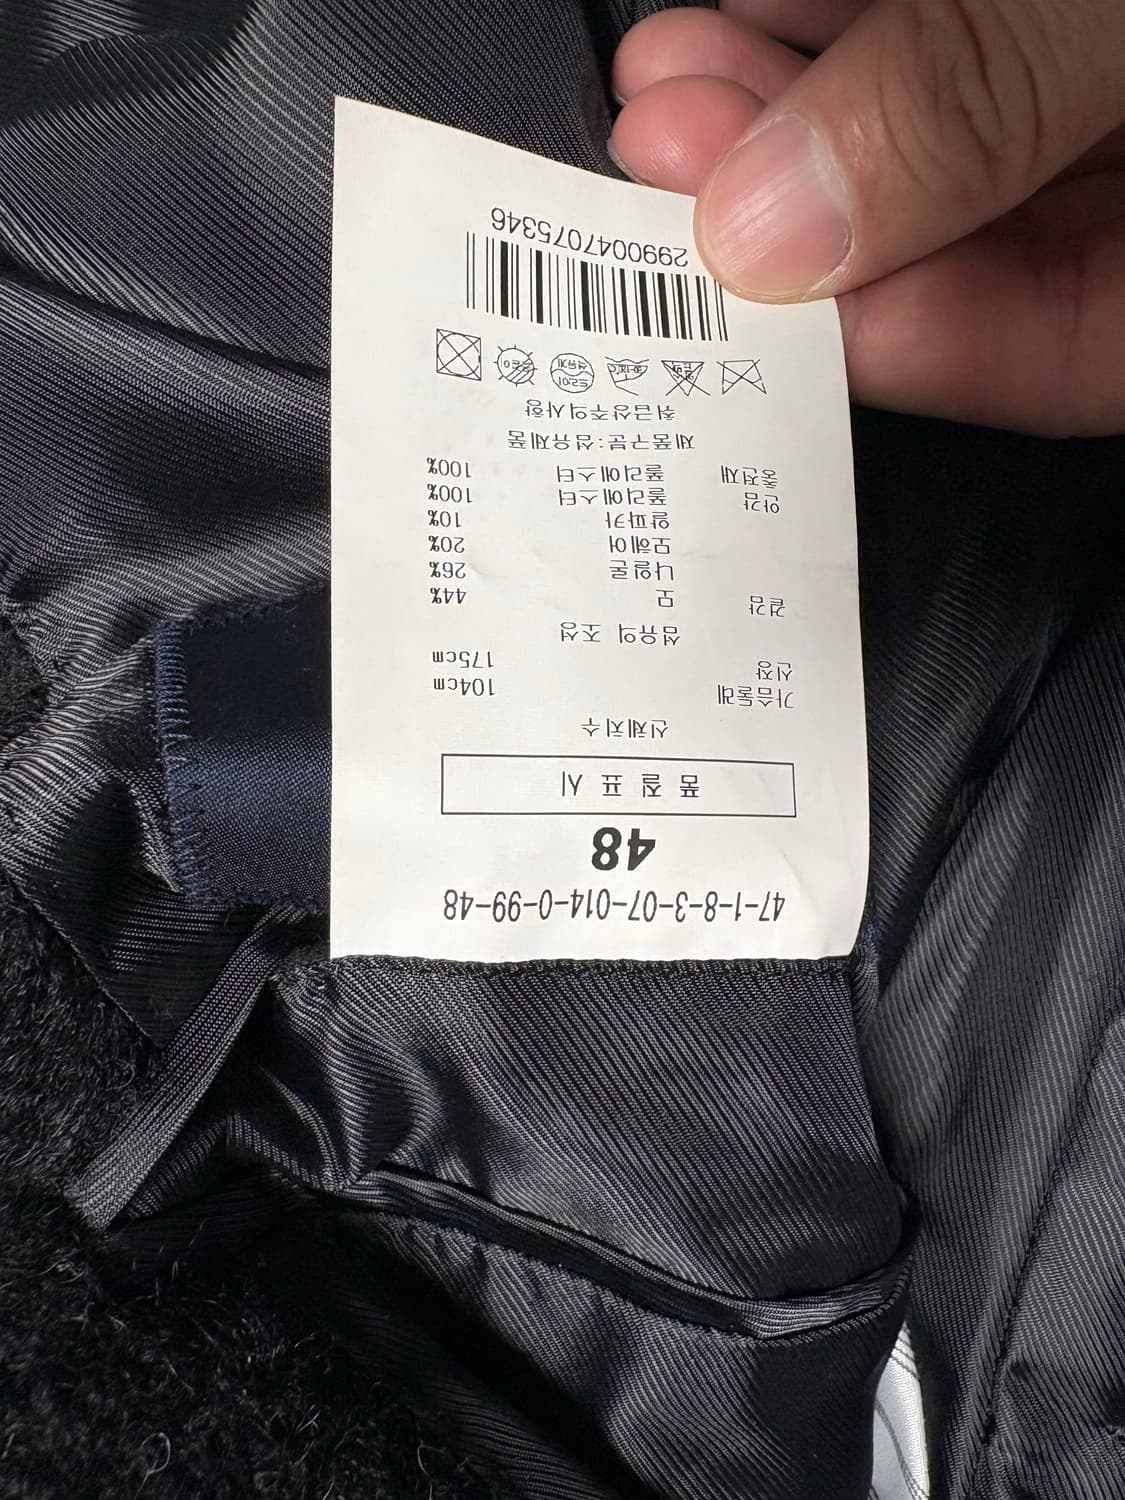 47-1-8-3-07-014-0-99-48
48
품 질 표 시
신체치수
가슴둘레 104cm
신장 175cm
섬유의 조성
겉감 모 44%
나일론 26%
모헤어 20%
알파카 10%
안감 폴리에스터 100%
충전재 폴리에스터 100%
제품구분:섬유제품
취급상주의사항
2990047075346